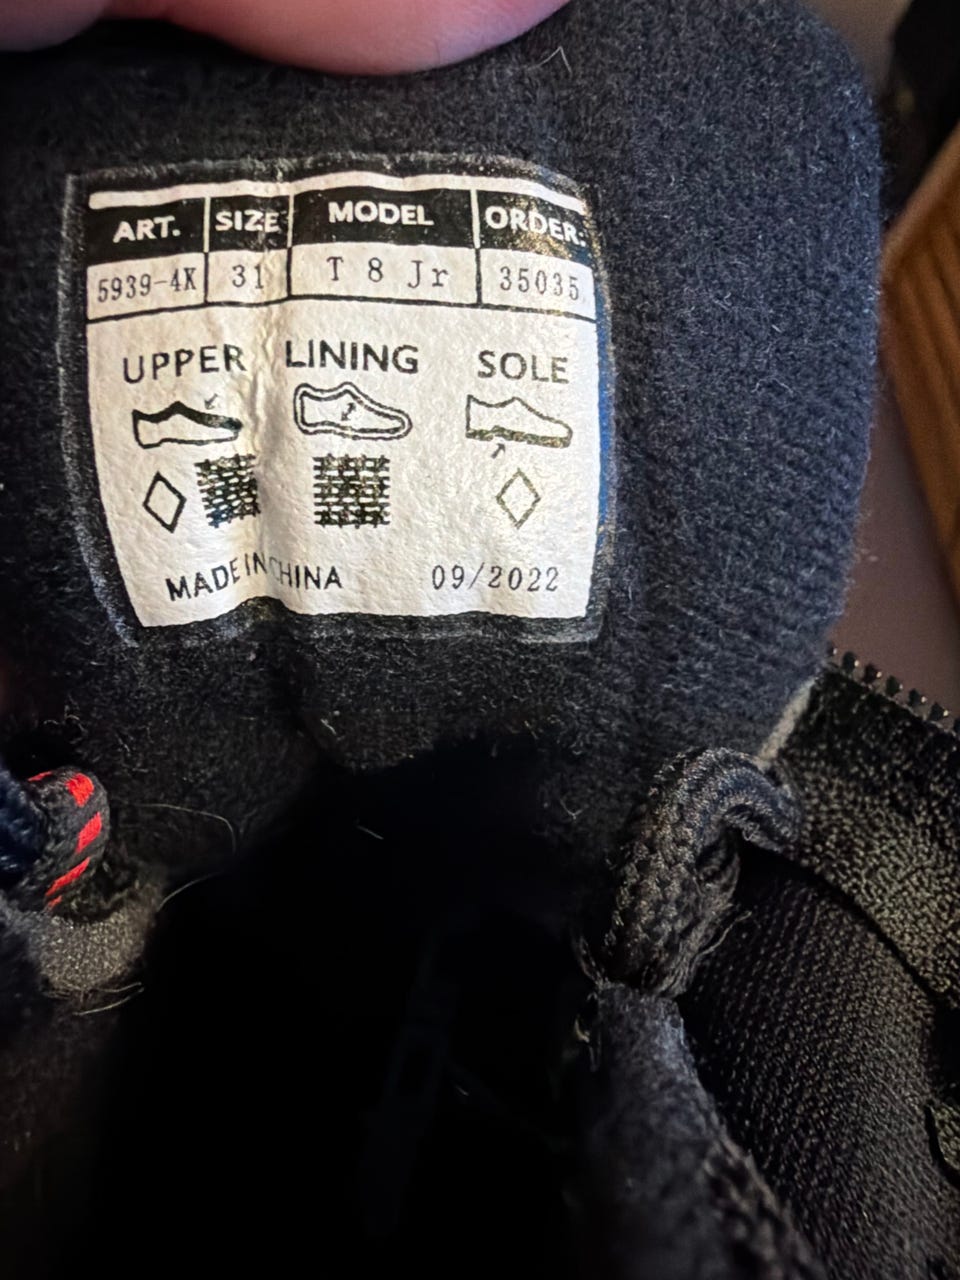 ART. SIZE MODEL ORDER:
5939-4K 31 T 8 Jr 35035
UPPER LINING SOLE
MADE IN CHINA 09/2022